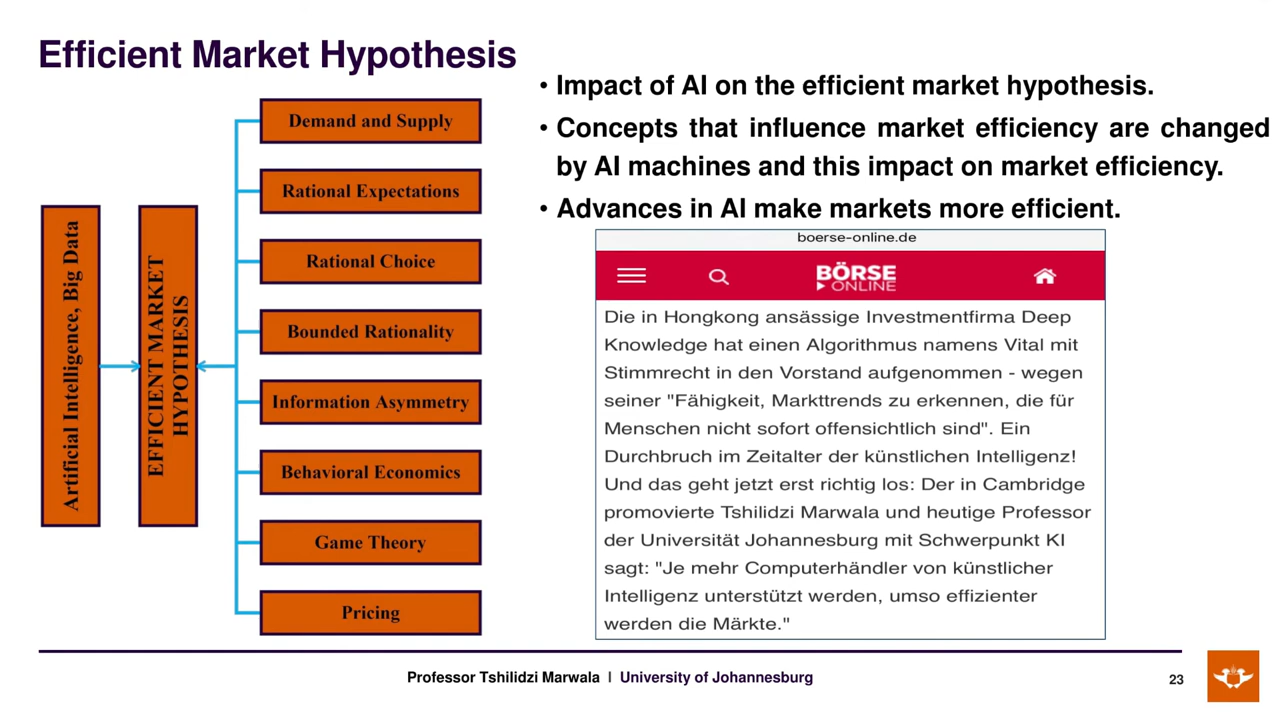 Efficient Market Hypothesis
• Impact of AI on the efficient market hypothesis.
• Concepts that influence market efficiency are changed
by AI machines and this impact on market efficiency.
• Advances in AI make markets more efficient.
Artificial Intelligence, Big Data
EFFICIENT MARKET
HYPOTHESIS
Demand and Supply
Rational Expectations
Rational Choice
Bounded Rationality
Information Asymmetry
Behavioral Economics
Game Theory
Pricing
boerse-online.de
BÖRSE
ONLINE
Die in Hongkong ansässige Investmentfirma Deep
Knowledge hat einen Algorithmus namens Vital mit
Stimmrecht in den Vorstand aufgenommen - wegen
seiner "Fähigkeit, Markttrends zu erkennen, die für
Menschen nicht sofort offensichtlich sind". Ein
Durchbruch im Zeitalter der künstlichen Intelligenz!
Und das geht jetzt erst richtig los: Der in Cambridge
promovierte Tshilidzi Marwala und heutige Professor
der Universität Johannesburg mit Schwerpunkt KI
sagt: "Je mehr Computerhändler von künstlicher
Intelligenz unterstützt werden, umso effizienter
werden die Märkte."
Professor Tshilidzi Marwala I University of Johannesburg
23